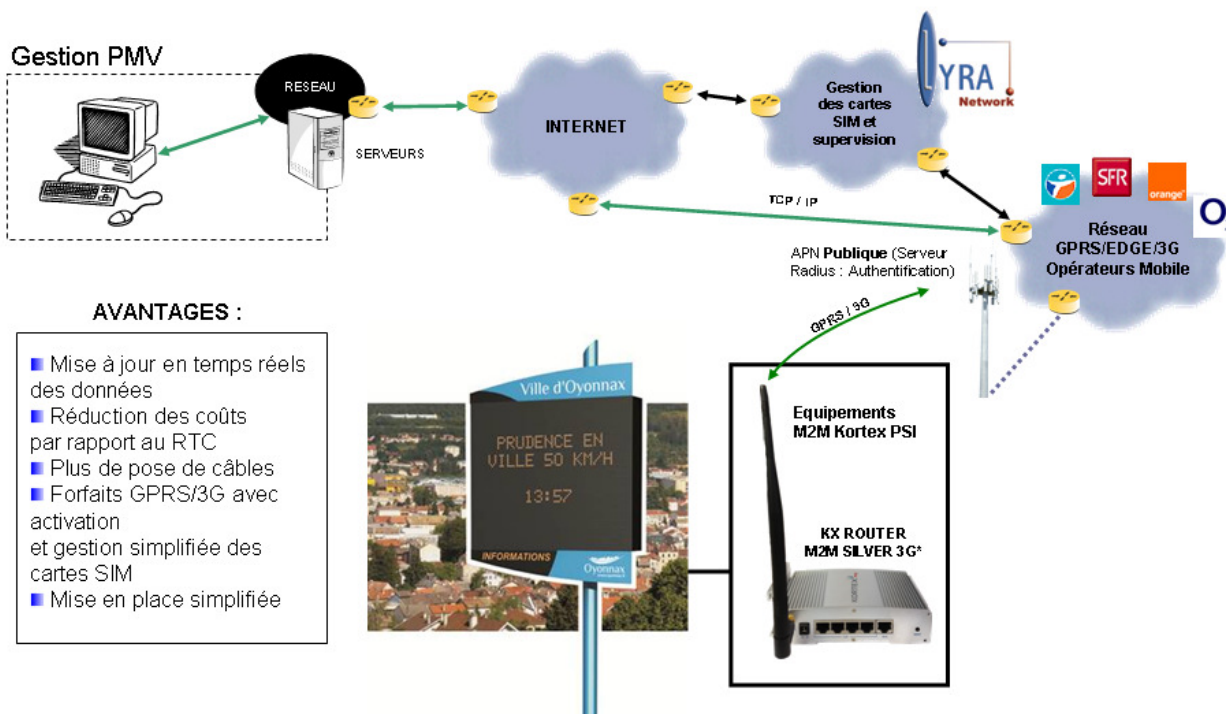 Gestion PMV
RESEAU
SERVEURS
INTERNET
Gestion
des cartes
SIM et
supervision
LYRA
Network
SFR
orange
O₂
TCP / IP
Réseau
GPRS/EDGE/3G
Opérateurs Mobile
APN Publique (Serveur
Radius : Authentification)
GPRS / 3G
AVANTAGES :
Mise à jour en temps réels
des données
Réduction des coûts
par rapport au RTC
Plus de pose de câbles
Forfaits GPRS/3G avec
activation
et gestion simplifiée des
cartes SIM
Mise en place simplifiée
Ville d'Oyonnax
PRUDENCE EN
VILLE 50 KM/H
13:57
INFORMATIONS
Oyonnax
Equipements
M2M Kortex PSI
KX ROUTER
M2M SILVER 3G*
KORTEX